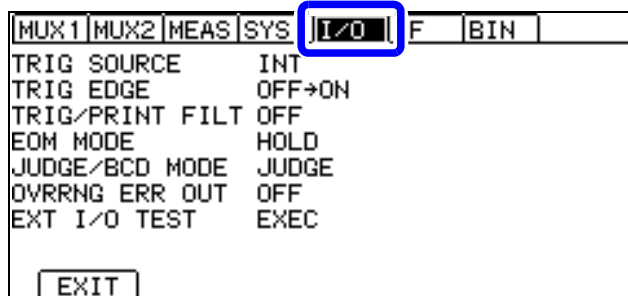 MUX1 MUX2 MEAS SYS I/O F BIN
TRIG SOURCE INT
TRIG EDGE OFF→ON
TRIG/PRINT FILT OFF
EOM MODE HOLD
JUDGE/BCD MODE JUDGE
OVRRNG ERR OUT OFF
EXT I/O TEST EXEC
EXIT